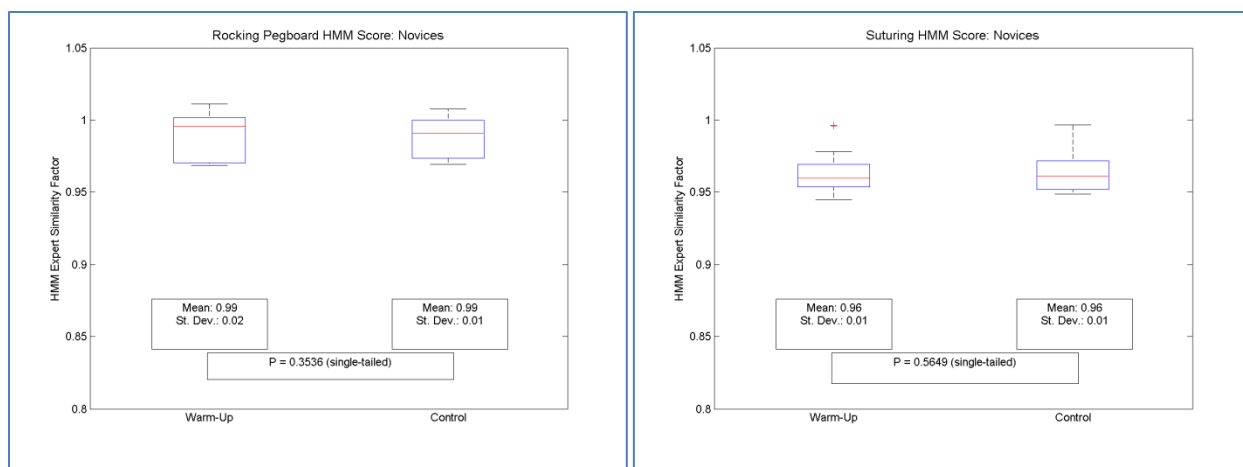 Rocking Pegboard HMM Score: Novices
HMM Expert Similarity Factor
1.05
1
0.95
0.9
0.85
0.8
Mean: 0.99
St. Dev.: 0.02
Mean: 0.99
St. Dev.: 0.01
P = 0.3536 (single-tailed)
Warm-Up
Control
Suturing HMM Score: Novices
HMM Expert Similarity Factor
1.05
1
0.95
0.9
0.85
0.8
Mean: 0.96
St. Dev.: 0.01
Mean: 0.96
St. Dev.: 0.01
P = 0.5649 (single-tailed)
Warm-Up
Control